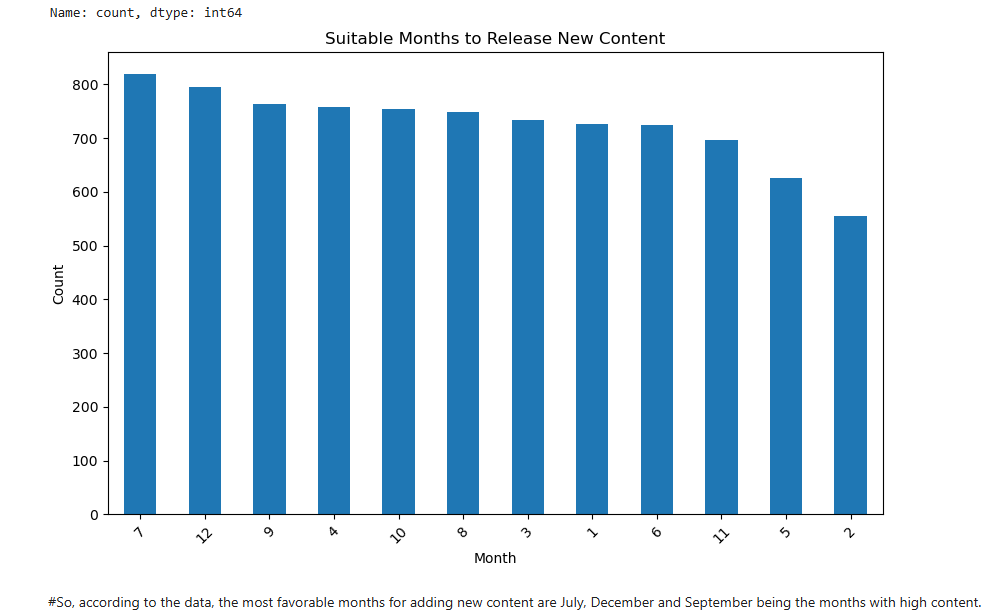 Name: count, dtype: int64
Suitable Months to Release New Content
800
700
600
500
400
300
200
100
0
Count
7 12 9 4 10 8 3 1 6 11 5 2
Month
#So, according to the data, the most favorable months for adding new content are July, December and September being the months with high content.